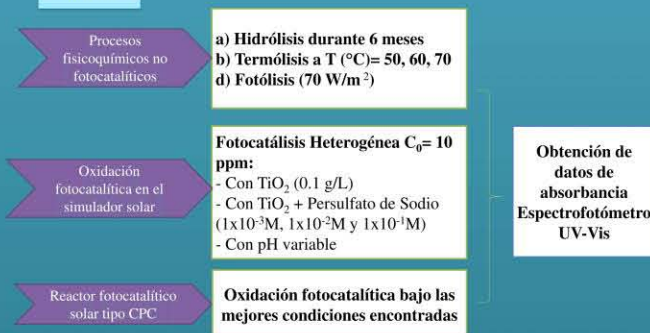 Procesos
fisicoquímicos no
fotocatalíticos
a) Hidrólisis durante 6 meses
b) Termólisis a T (°C)= 50, 60, 70
d) Fotólisis (70 W/m²)
Oxidación
fotocatalítica en el
simulador solar
Fotocatálisis Heterogénea C₀= 10
ppm:
- Con TiO₂ (0.1 g/L)
- Con TiO₂ + Persulfato de Sodio
(1x10⁻³M, 1x10⁻²M y 1x10⁻¹M)
- Con pH variable
Reactor fotocatalítico
solar tipo CPC
Oxidación fotocatalítica bajo las
mejores condiciones encontradas
Obtención de
datos de
absorbancia
Espectrofotómetro
UV-Vis